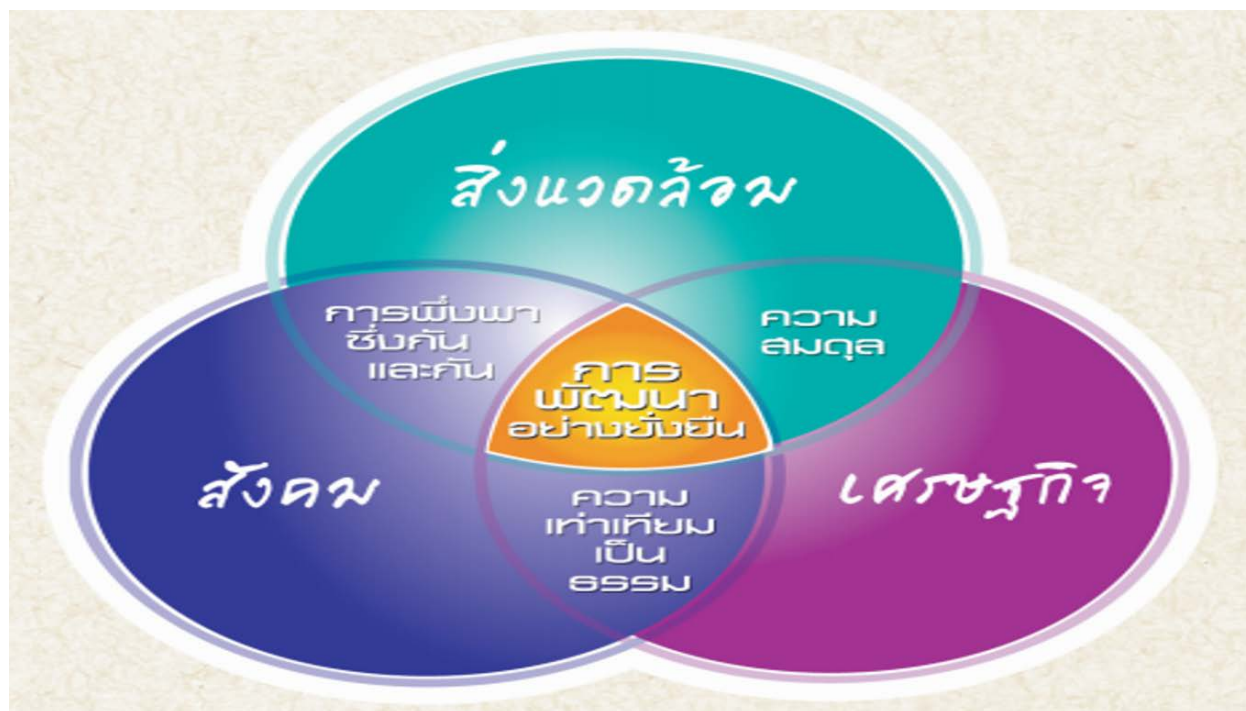 สิ่งแวดล้อม
การพึ่งพา
ซึ่งกัน
และกัน
ความ
สมดุล
การ
พัฒนา
อย่างยั่งยืน
สังคม
เศรษฐกิจ
ความ
เท่าเทียม
เป็น
ธรรม